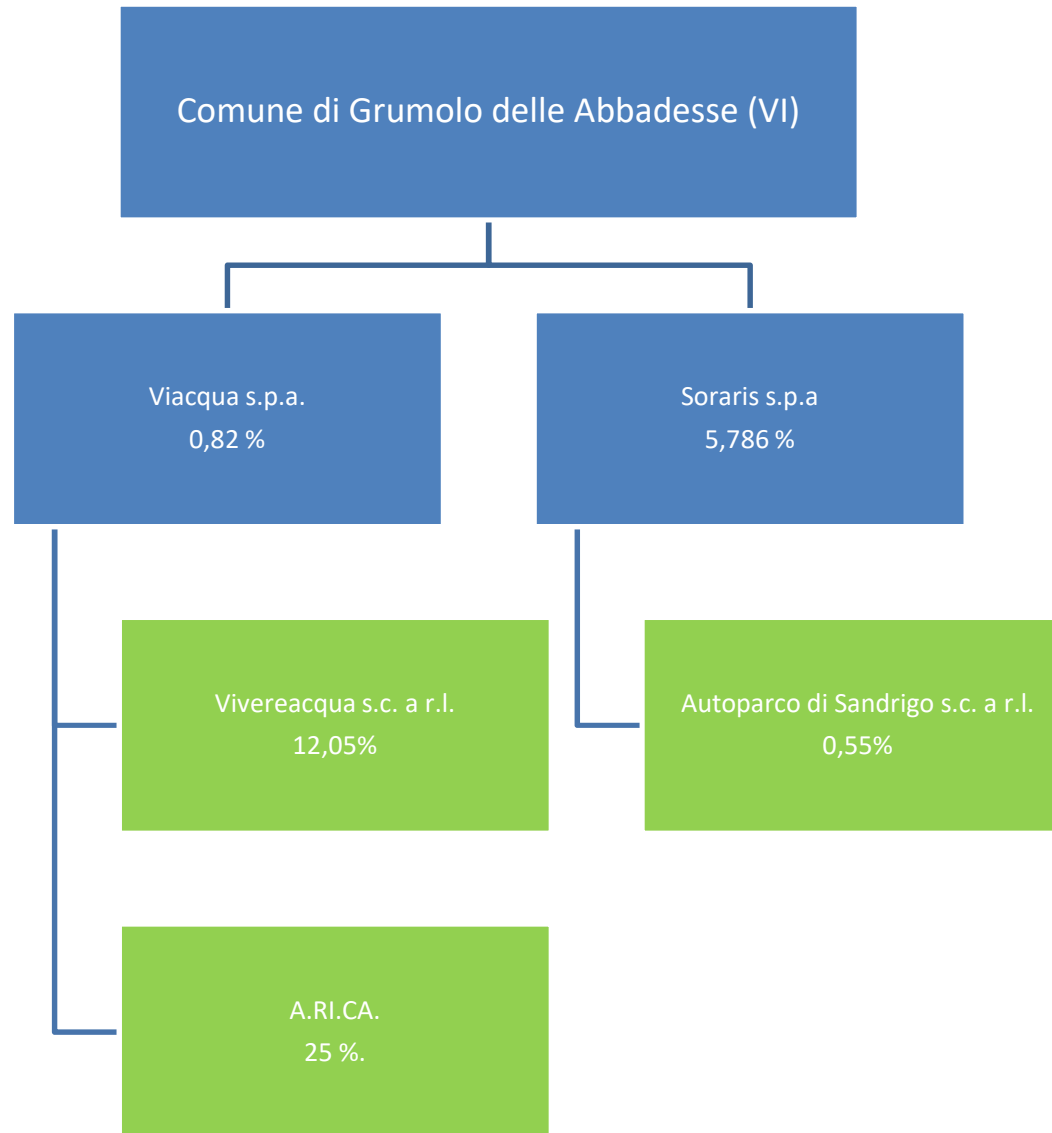 Comune di Grumolo delle Abbadesse (VI)
Viacqua s.p.a.
0,82 %
Soraris s.p.a
5,786 %
Vivereacqua s.c. a r.l.
12,05%
Autoparco di Sandrigo s.c. a r.l.
0,55%
A.RI.CA.
25 %.